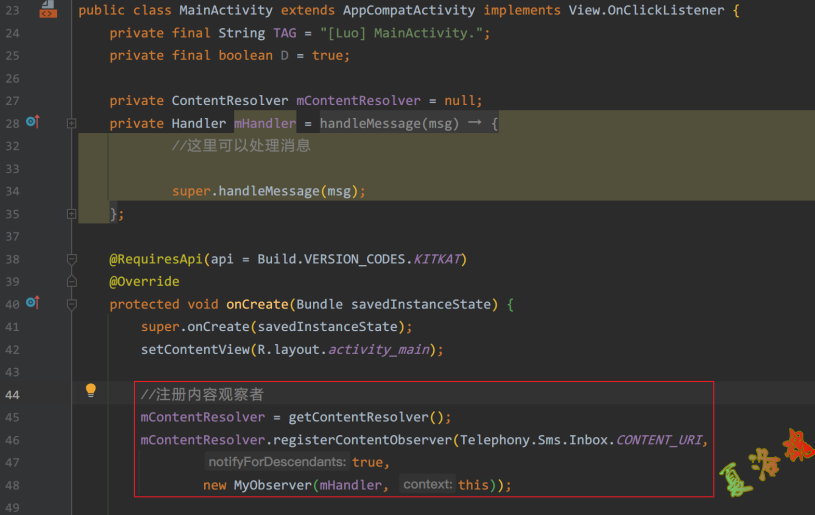 23 public class MainActivity extends AppCompatActivity implements View.OnClickListener {
24 private final String TAG = "[Luo] MainActivity.";
25 private final boolean D = true;
26
27 private ContentResolver mContentResolver = null;
28 private Handler mHandler = handleMessage(msg) → {
32 //这里可以处理消息
33
34 super.handleMessage(msg);
35 };
37
38 @RequiresApi(api = Build.VERSION_CODES.KITKAT)
39 @Override
40 protected void onCreate(Bundle savedInstanceState) {
41 super.onCreate(savedInstanceState);
42 setContentView(R.layout.activity_main);
43
44 //注册内容观察者
45 mContentResolver = getContentResolver();
46 mContentResolver.registerContentObserver(Telephony.Sms.Inbox.CONTENT_URI,
47 notifyForDescendants: true,
48 new MyObserver(mHandler, context: this));
49